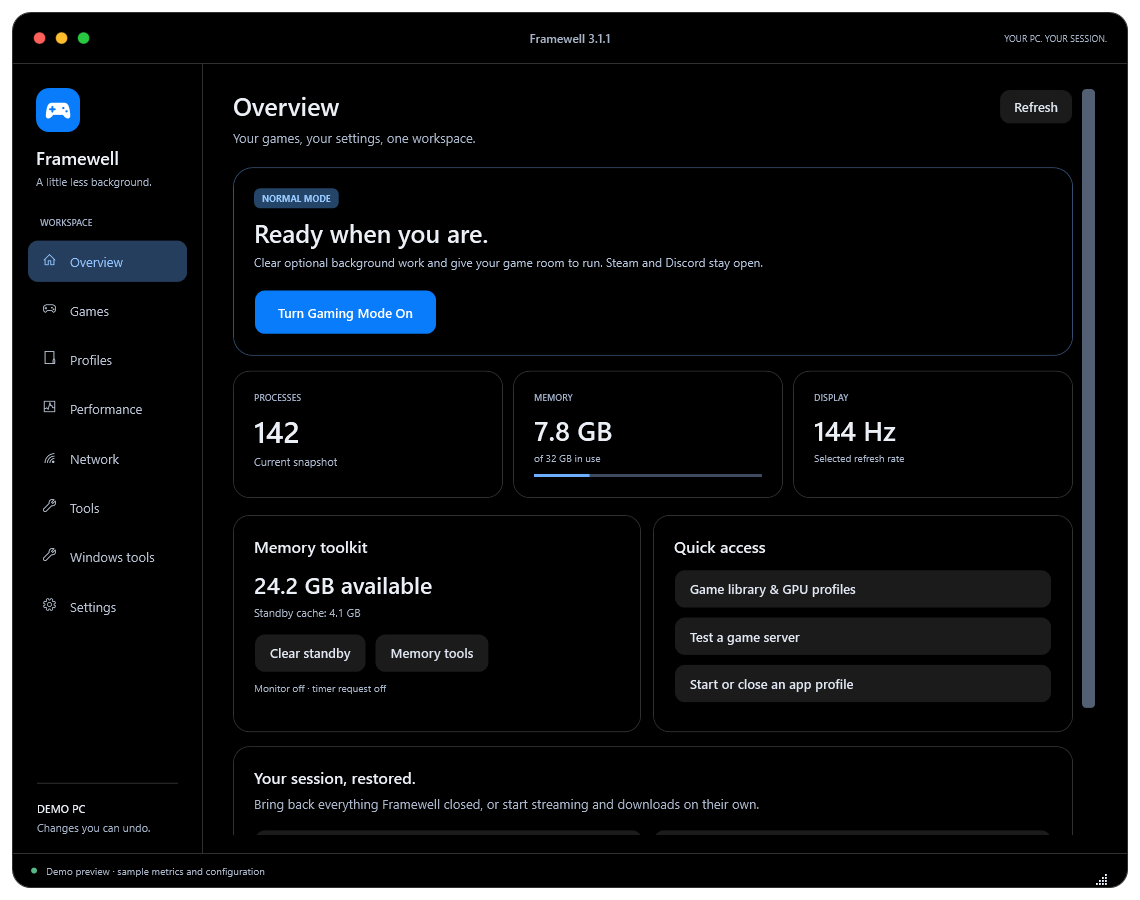 Framewell 3.1.1
YOUR PC. YOUR SESSION.
Framewell
A little less background.
WORKSPACE
Overview
Games
Profiles
Performance
Network
Tools
Windows tools
Settings
DEMO PC
Changes you can undo.
Overview
Your games, your settings, one workspace.
Refresh
NORMAL MODE
Ready when you are.
Clear optional background work and give your game room to run. Steam and Discord stay open.
Turn Gaming Mode On
PROCESSES
142
Current snapshot
MEMORY
7.8 GB
of 32 GB in use
DISPLAY
144 Hz
Selected refresh rate
Memory toolkit
24.2 GB available
Standby cache: 4.1 GB
Clear standby
Memory tools
Monitor off · timer request off
Quick access
Game library & GPU profiles
Test a game server
Start or close an app profile
Your session, restored.
Bring back everything Framewell closed, or start streaming and downloads on their own.
Demo preview · sample metrics and configuration